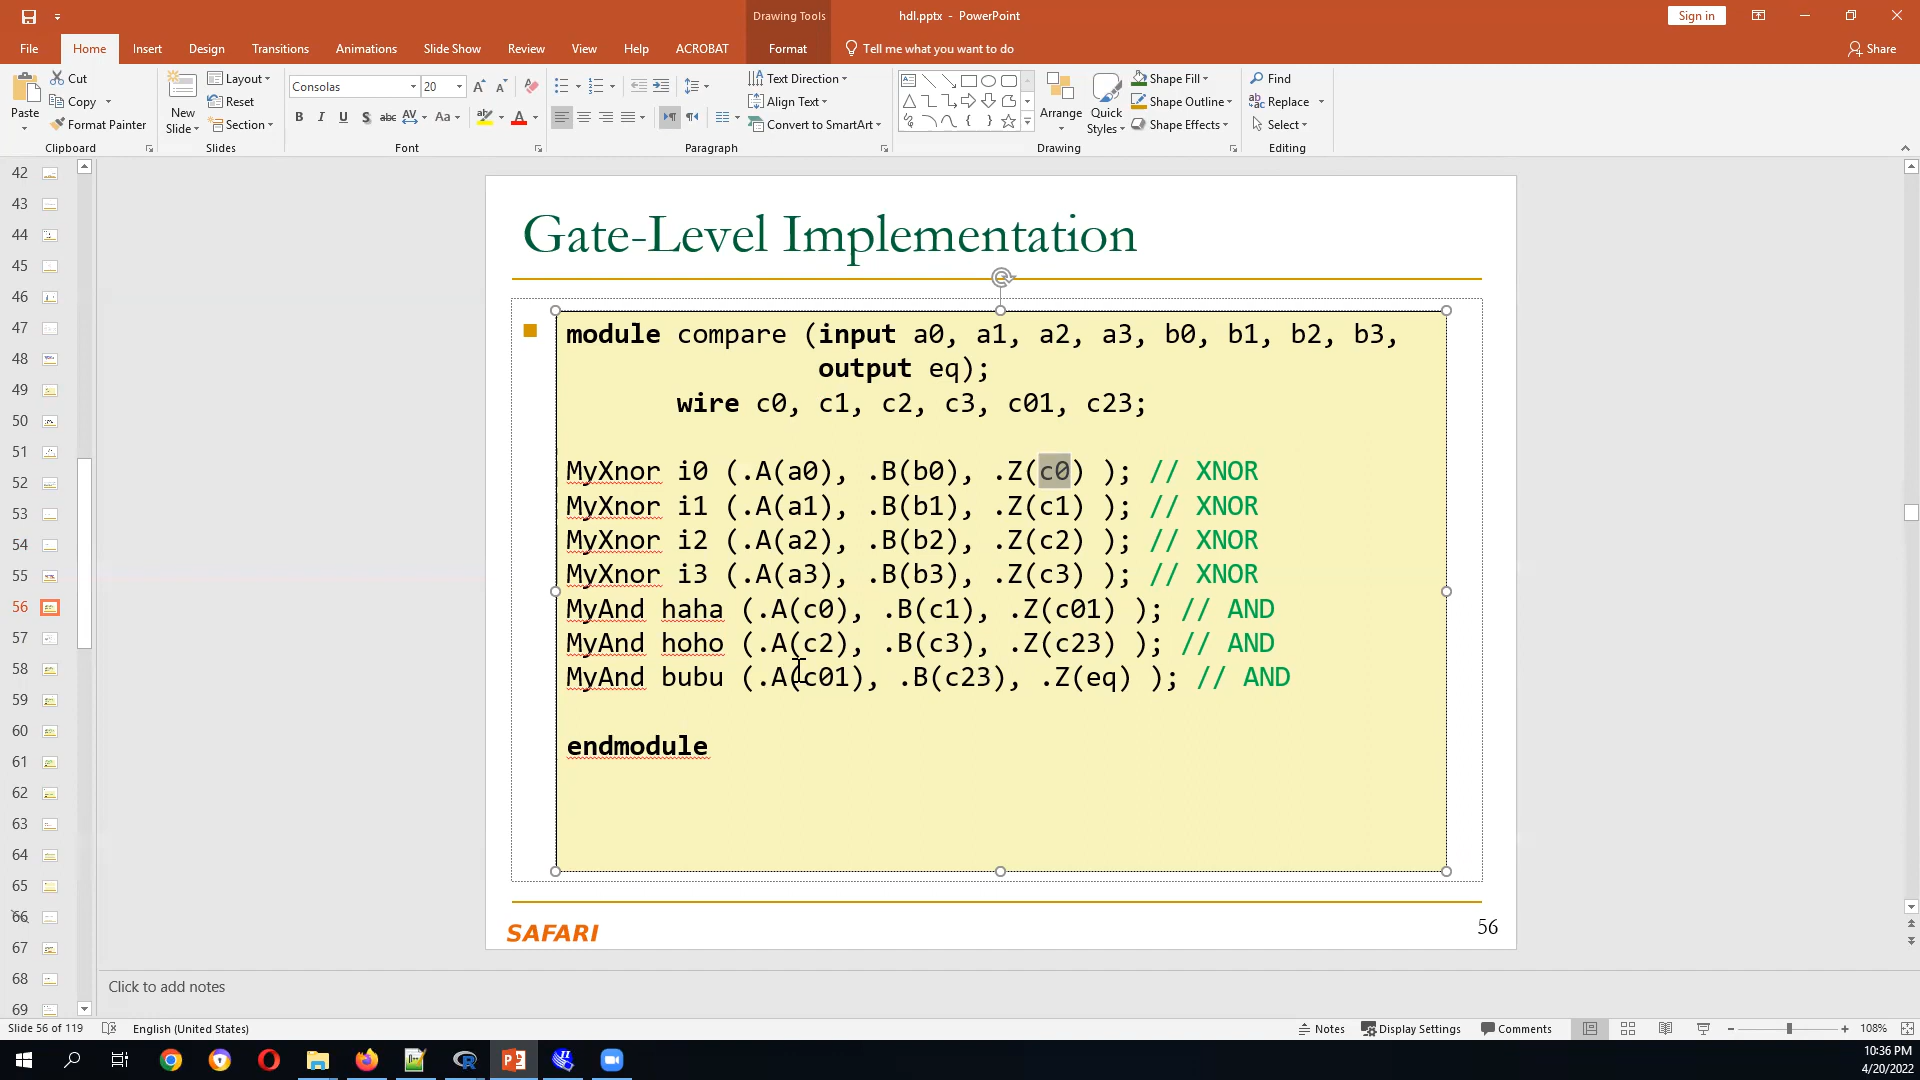 Drawing Tools
hdl.pptx - PowerPoint
Sign in
File Home Insert Design Transitions Animations Slide Show Review View Help ACROBAT Format Tell me what you want to do Share
Paste
Cut
Copy
Format Painter
Clipboard
New Slide
Layout
Reset
Section
Slides
Consolas 20
B I U S abc AV Aa A
Font
Text Direction
Align Text
Convert to SmartArt
Paragraph
Arrange
Quick Styles
Shape Fill
Shape Outline
Shape Effects
Drawing
Find
Replace
Select
Editing
42
43
44
45
46
47
48
49
50
51
52
53
54
55
56
57
58
59
60
61
62
63
64
65
66
67
68
69
Gate-Level Implementation
module compare (input a0, a1, a2, a3, b0, b1, b2, b3,
output eq);
wire c0, c1, c2, c3, c01, c23;
MyXnor i0 (.A(a0), .B(b0), .Z(c0) ); // XNOR
MyXnor i1 (.A(a1), .B(b1), .Z(c1) ); // XNOR
MyXnor i2 (.A(a2), .B(b2), .Z(c2) ); // XNOR
MyXnor i3 (.A(a3), .B(b3), .Z(c3) ); // XNOR
MyAnd haha (.A(c0), .B(c1), .Z(c01) ); // AND
MyAnd hoho (.A(c2), .B(c3), .Z(c23) ); // AND
MyAnd bubu (.A(c01), .B(c23), .Z(eq) ); // AND
endmodule
SAFARI
56
Click to add notes
Slide 56 of 119 English (United States) Notes Display Settings Comments 108%
10:36 PM
4/20/2022